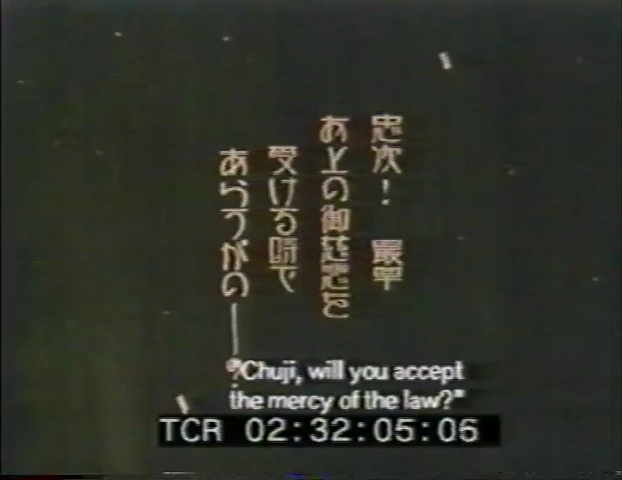 忠次! 最早
お上の御慈悲を
受ける時で
あらうがの——?
"Chuji, will you accept
the mercy of the law?"
TCR 02:32:05:06